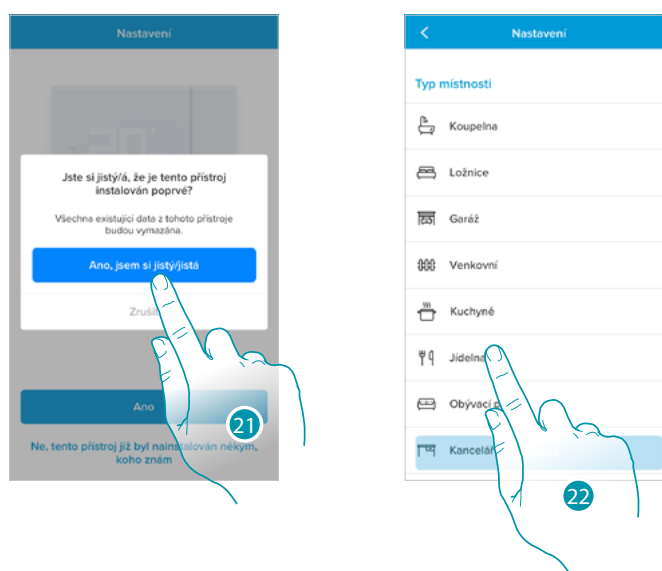 Nastavení
Jste si jistý/á, že je tento přístroj
instalován poprvé?
Všechna existující data z tohoto přístroje
budou vymazána.
Ano, jsem si jistý/jistá
Zrušit
Ano
Ne, tento přístroj již byl nainstalován někým,
koho znám
21
Nastavení
Typ místnosti
Koupelna
Ložnice
Garáž
Venkovní
Kuchyně
Jídelna
Obývací
Kancelář
22